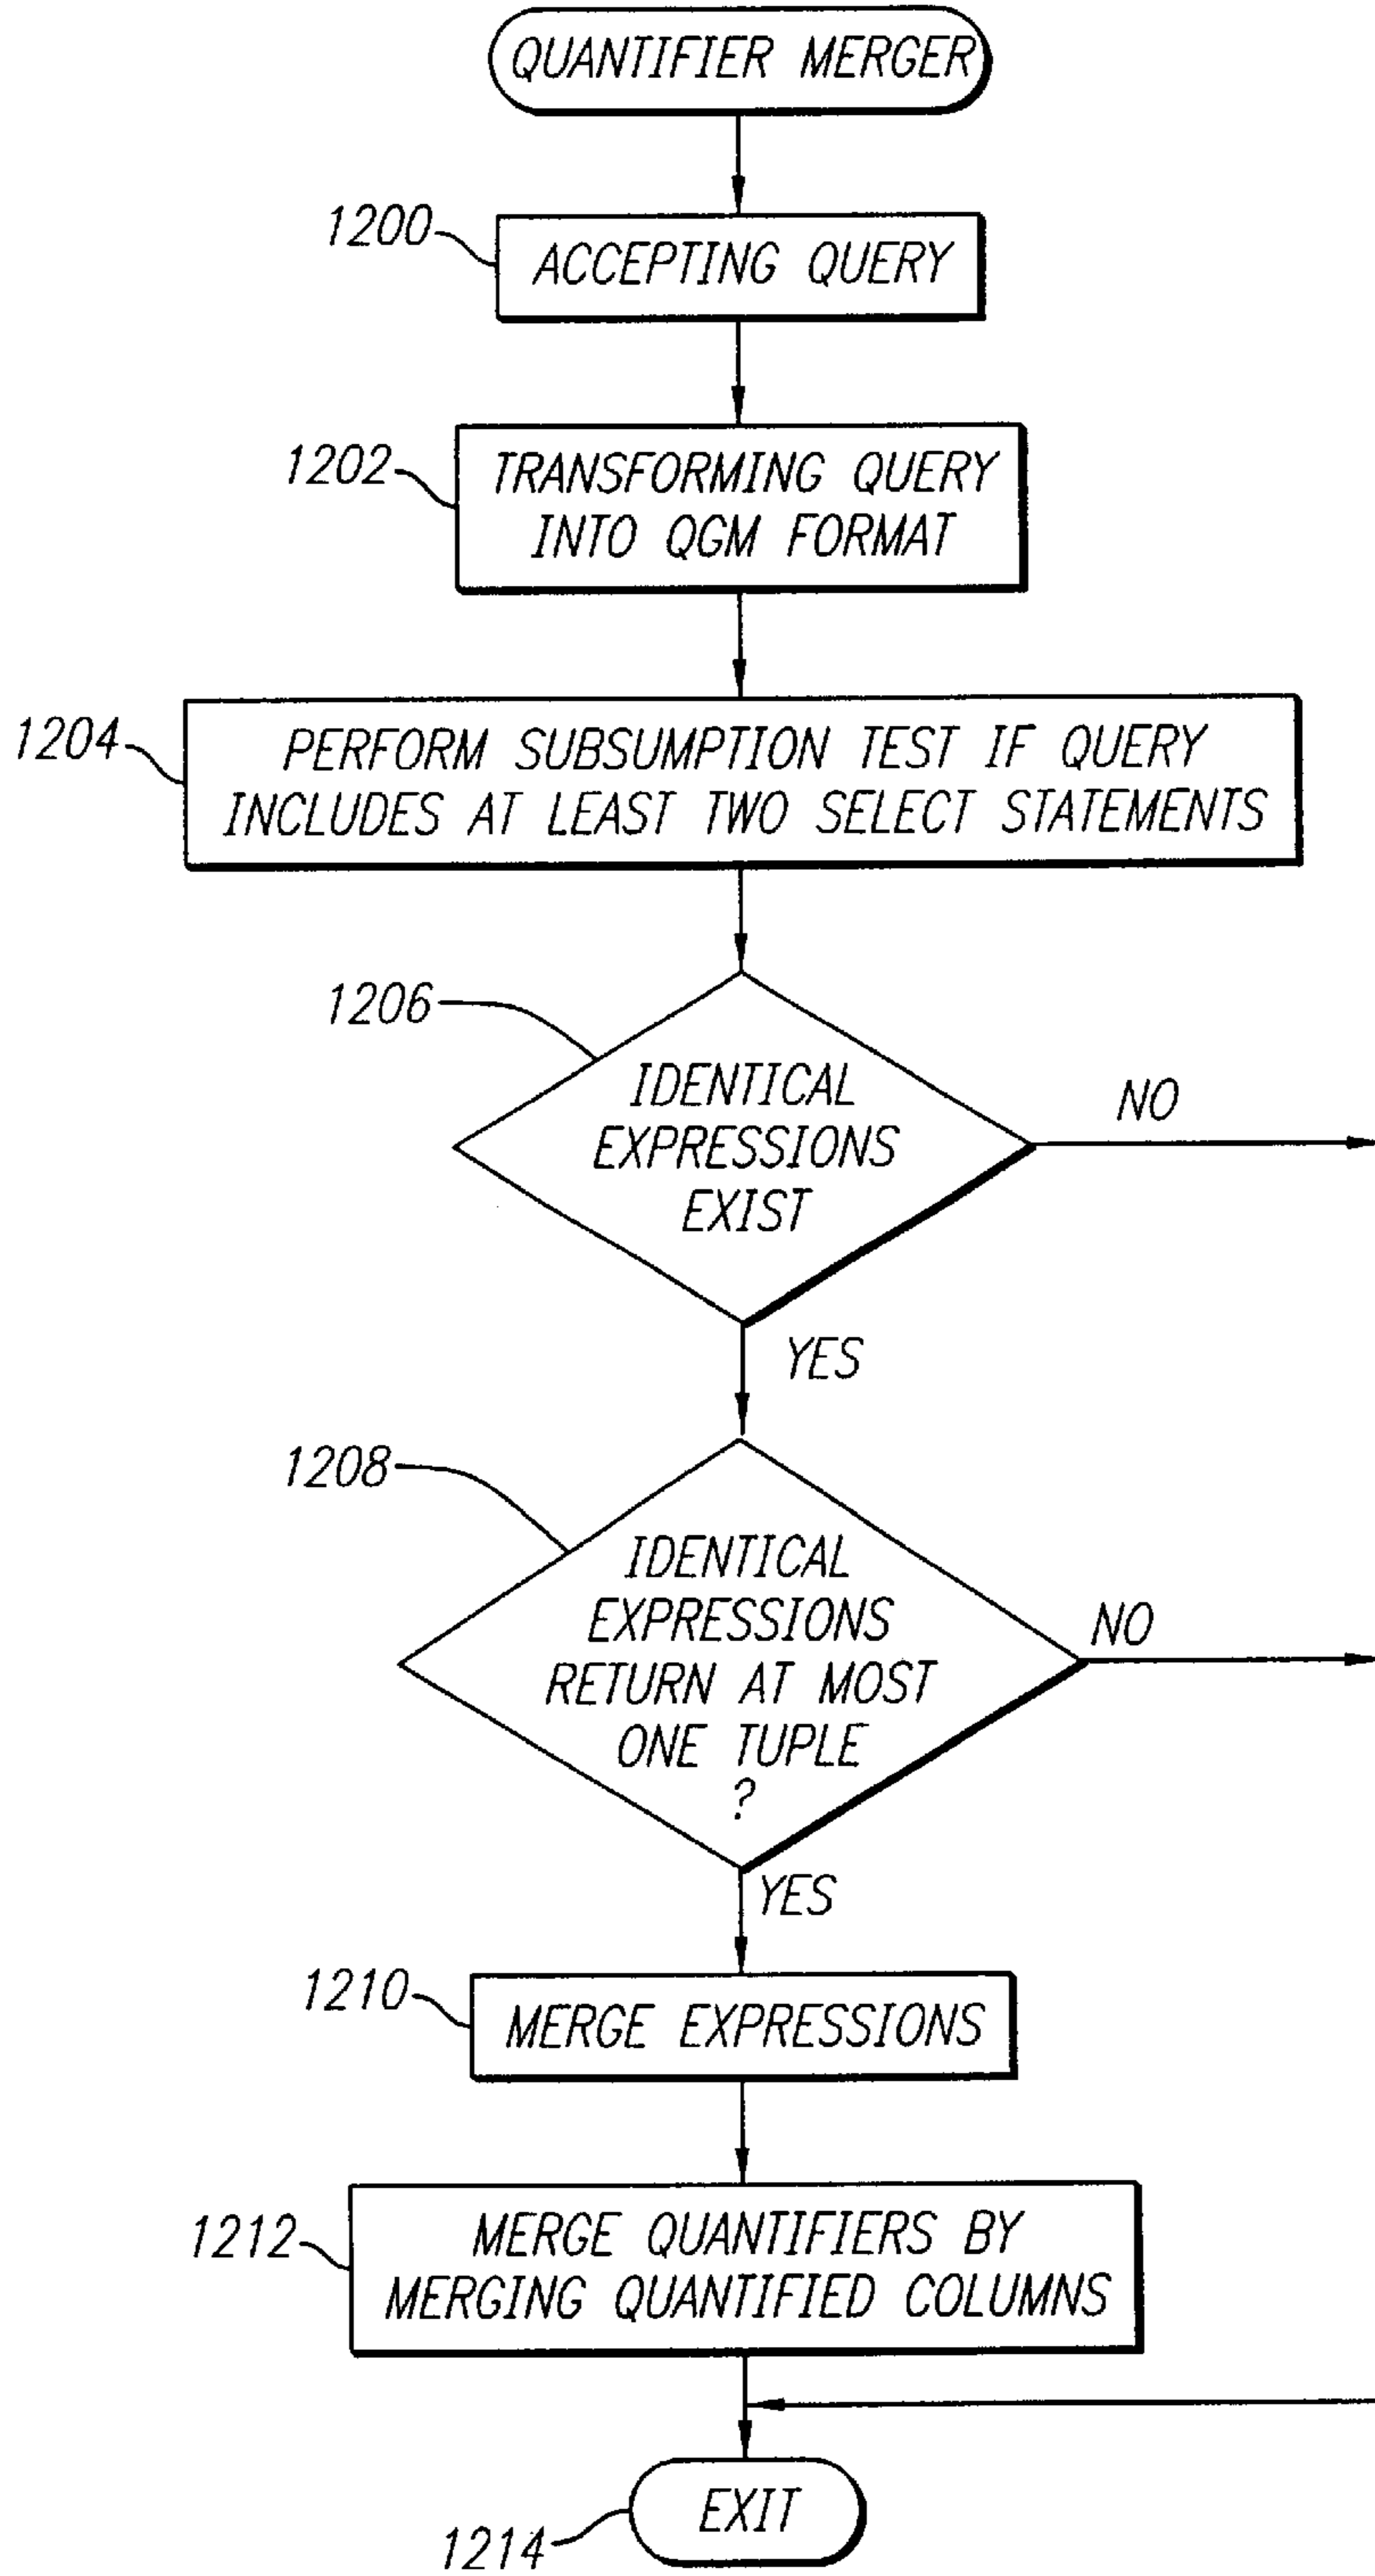 QUANTIFIER MERGER
1200
ACCEPTING QUERY
1202
TRANSFORMING QUERY
INTO QGM FORMAT
1204
PERFORM SUBSUMPTION TEST IF QUERY
INCLUDES AT LEAST TWO SELECT STATEMENTS
1206
IDENTICAL
EXPRESSIONS
EXIST
NO
YES
1208
IDENTICAL
EXPRESSIONS
RETURN AT MOST
ONE TUPLE
?
NO
YES
1210
MERGE EXPRESSIONS
1212
MERGE QUANTIFIERS BY
MERGING QUANTIFIED COLUMNS
EXIT
1214